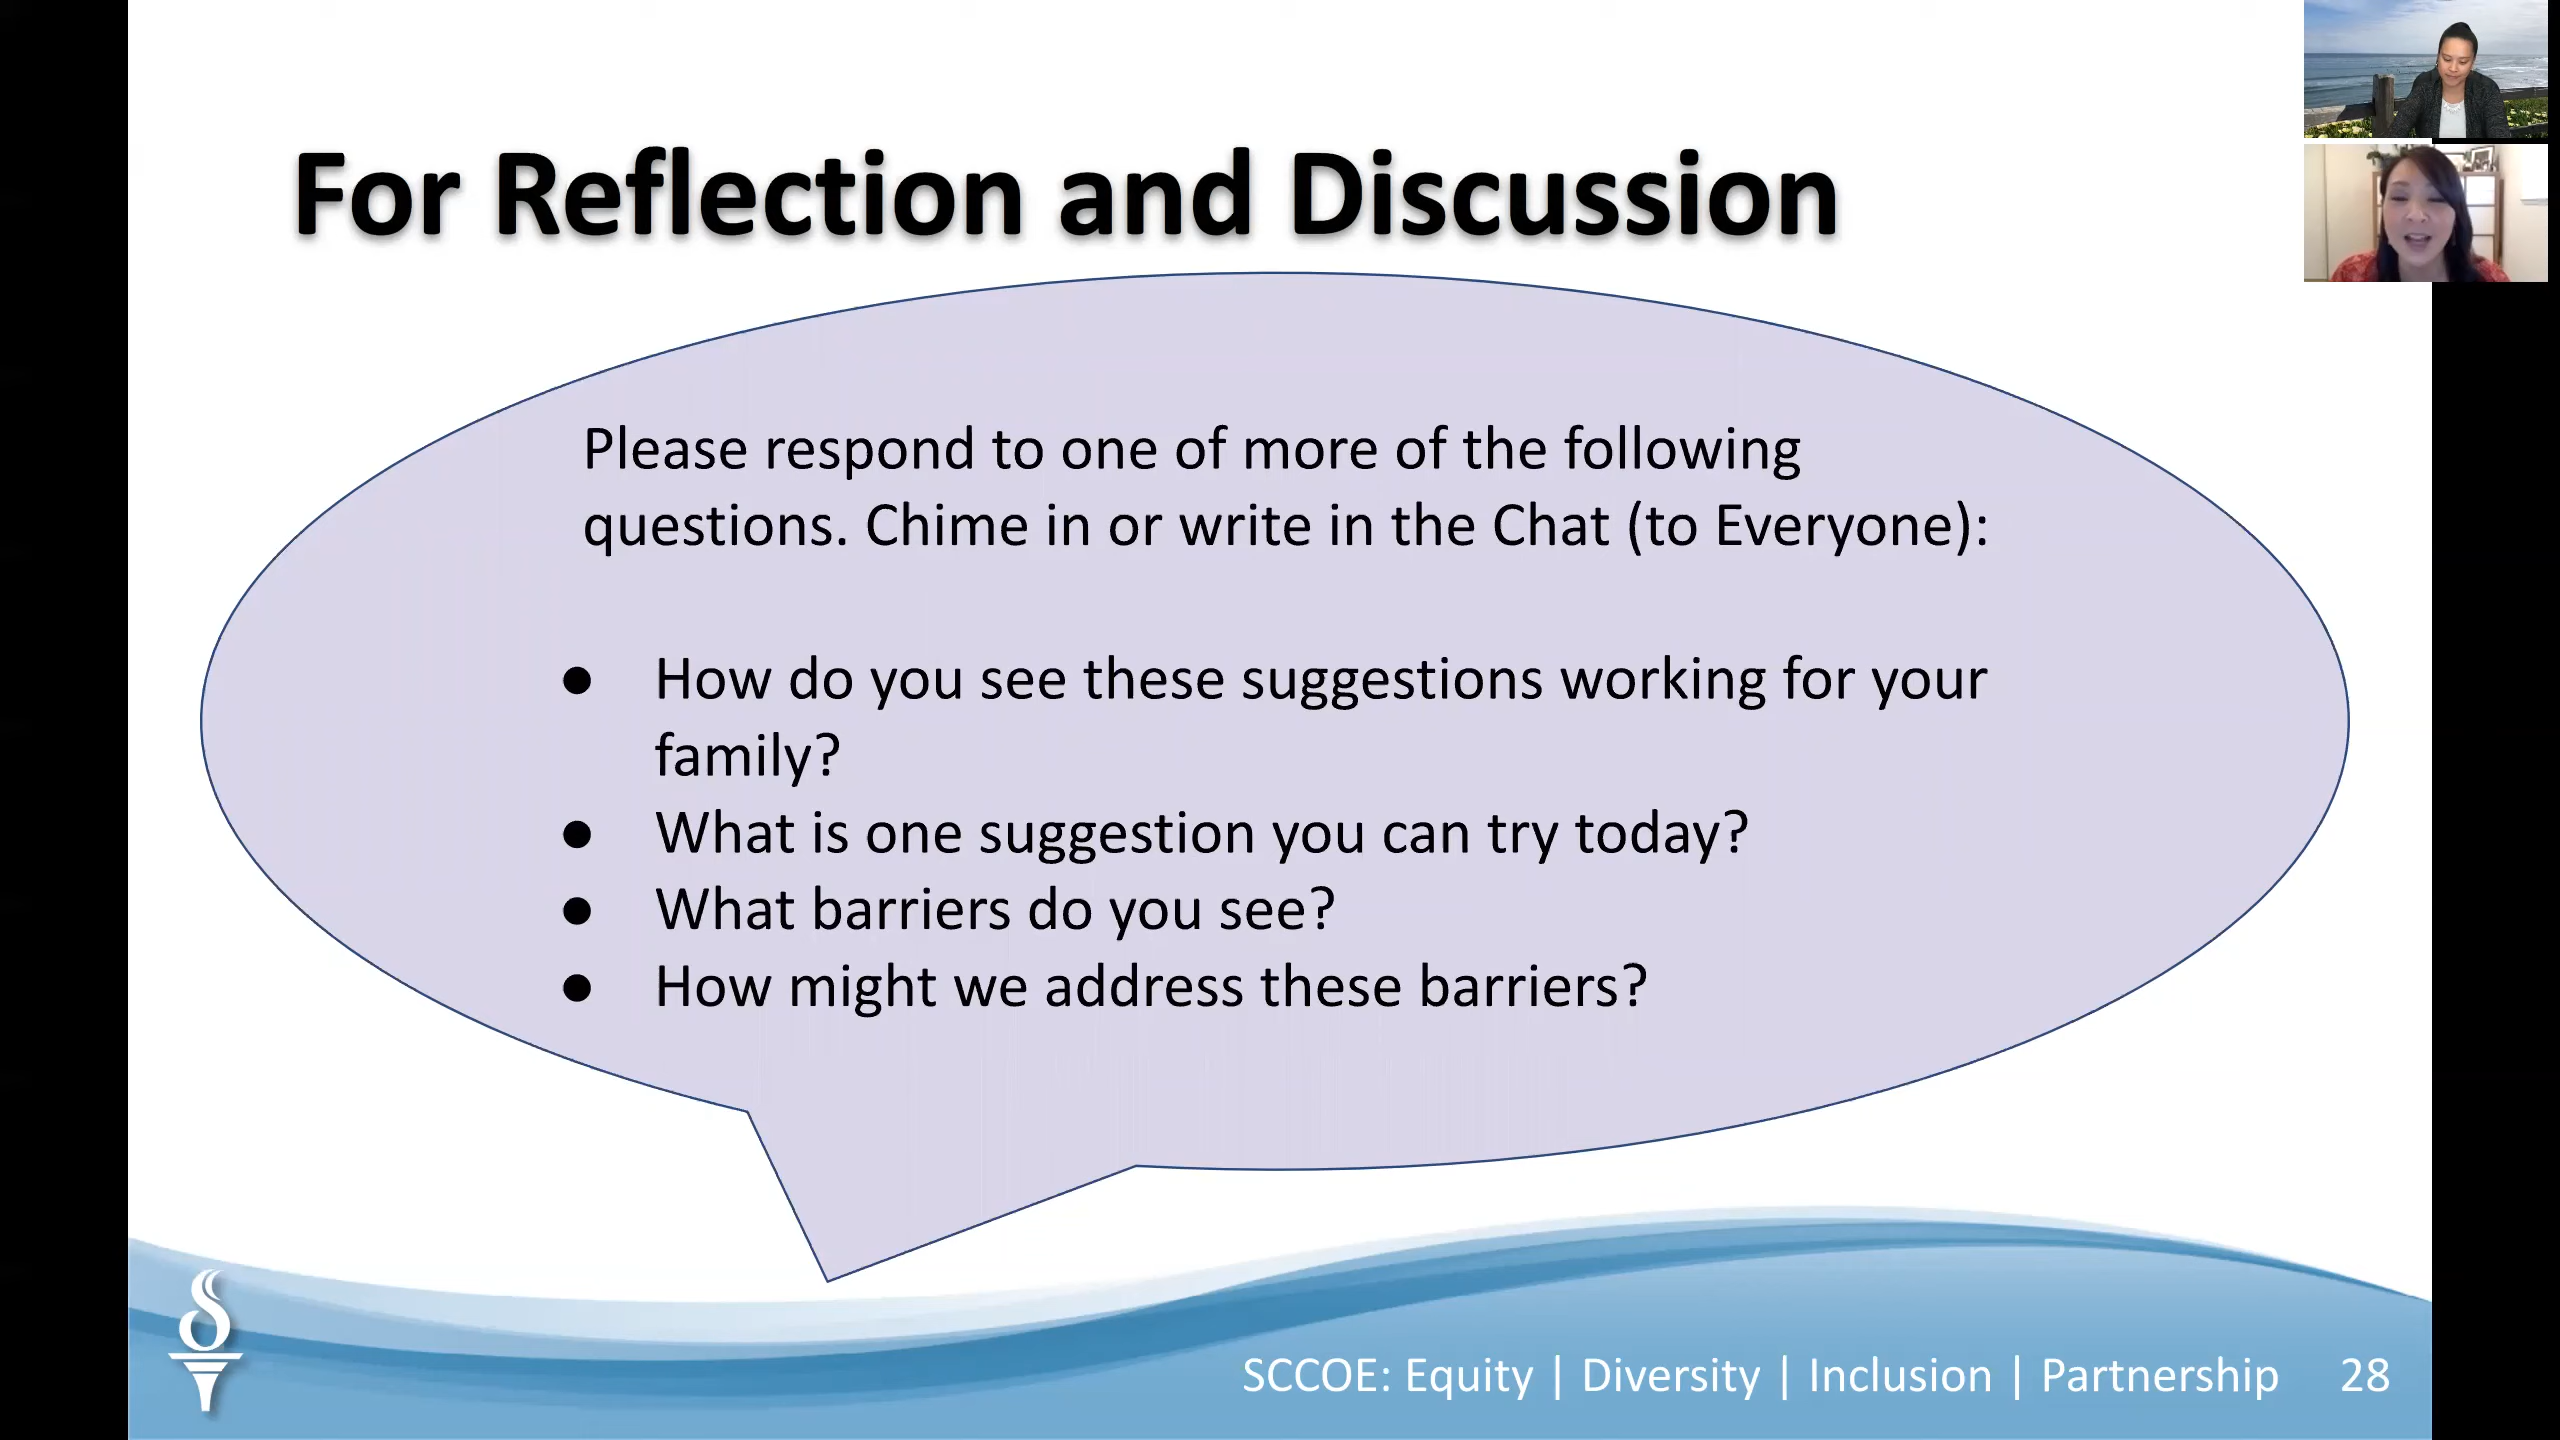 For Reflection and Discussion
Please respond to one of more of the following
questions. Chime in or write in the Chat (to Everyone):
● How do you see these suggestions working for your
family?
● What is one suggestion you can try today?
● What barriers do you see?
● How might we address these barriers?
SCCOE: Equity | Diversity | Inclusion | Partnership 28